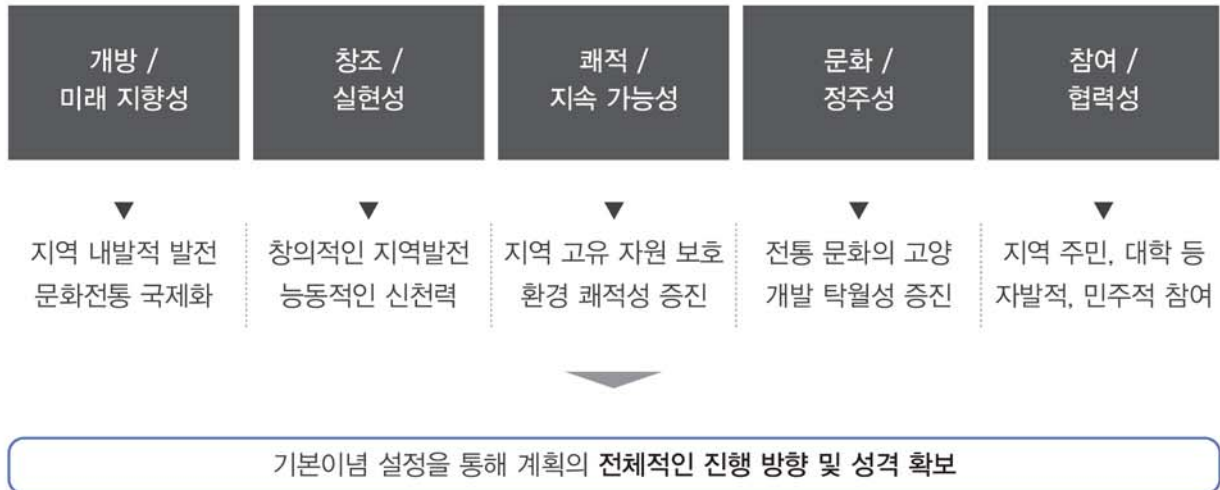 개방 /
미래 지향성
창조 /
실현성
쾌적 /
지속 가능성
문화 /
정주성
참여 /
협력성
지역 내발적 발전
문화전통 국제화
창의적인 지역발전
능동적인 신천력
지역 고유 자원 보호
환경 쾌적성 증진
전통 문화의 고양
개발 탁월성 증진
지역 주민, 대학 등
자발적, 민주적 참여
기본이념 설정을 통해 계획의 전체적인 진행 방향 및 성격 확보